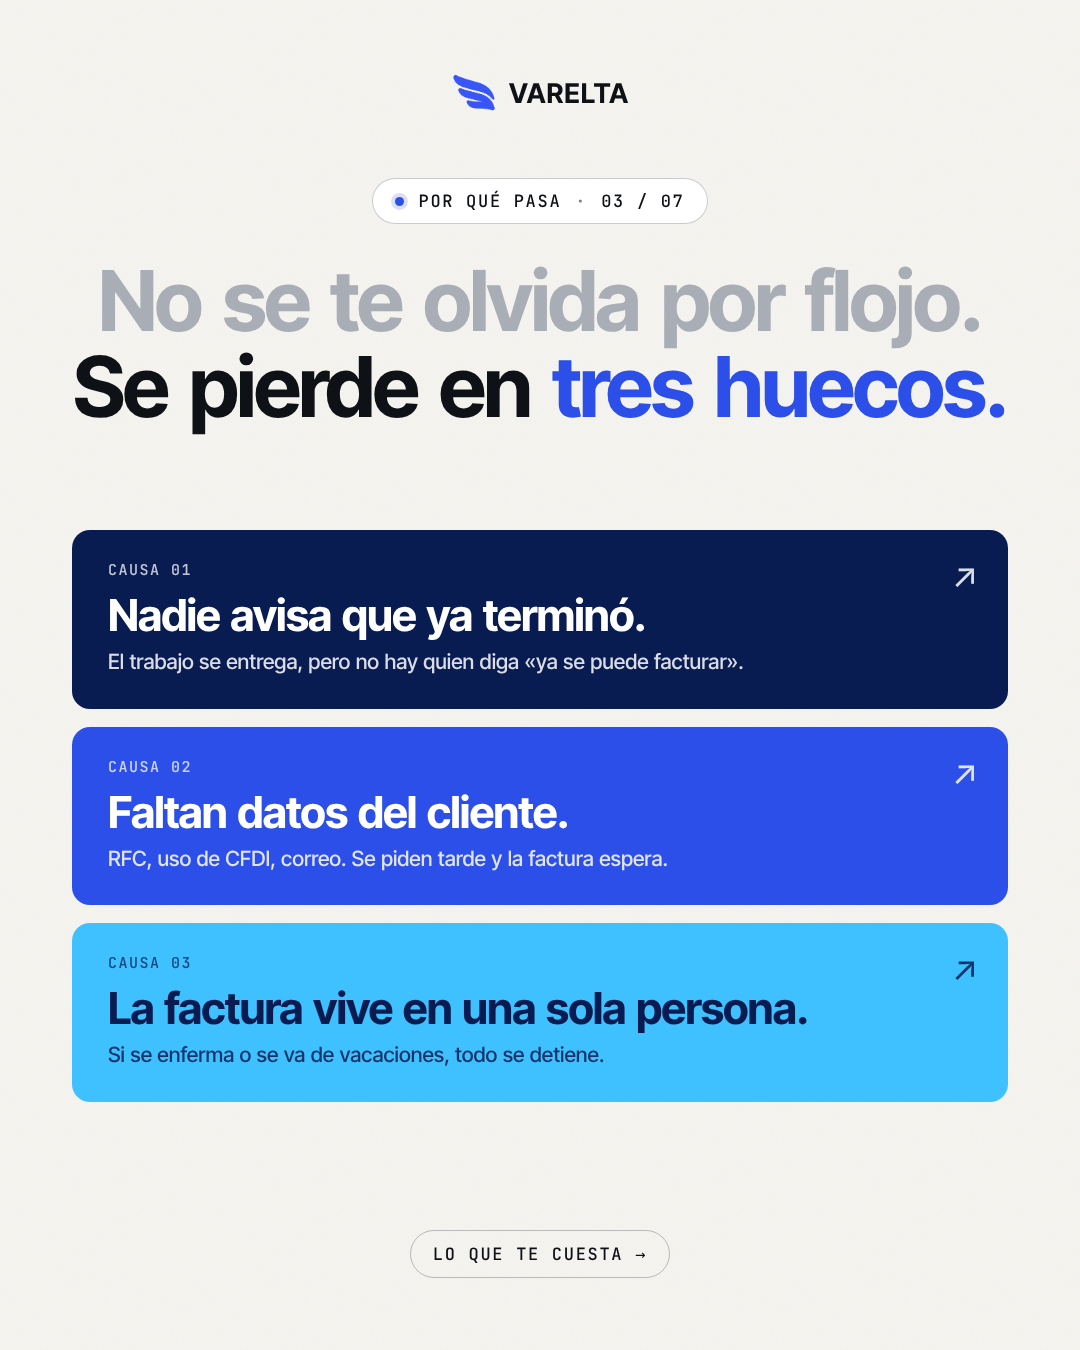 VARELTA
POR QUÉ PASA · 03 / 07
No se te olvida por flojo.
Se pierde en tres huecos.
CAUSA 01
Nadie avisa que ya terminó.
El trabajo se entrega, pero no hay quien diga «ya se puede facturar».
CAUSA 02
Faltan datos del cliente.
RFC, uso de CFDI, correo. Se piden tarde y la factura espera.
CAUSA 03
La factura vive en una sola persona.
Si se enferma o se va de vacaciones, todo se detiene.
LO QUE TE CUESTA →